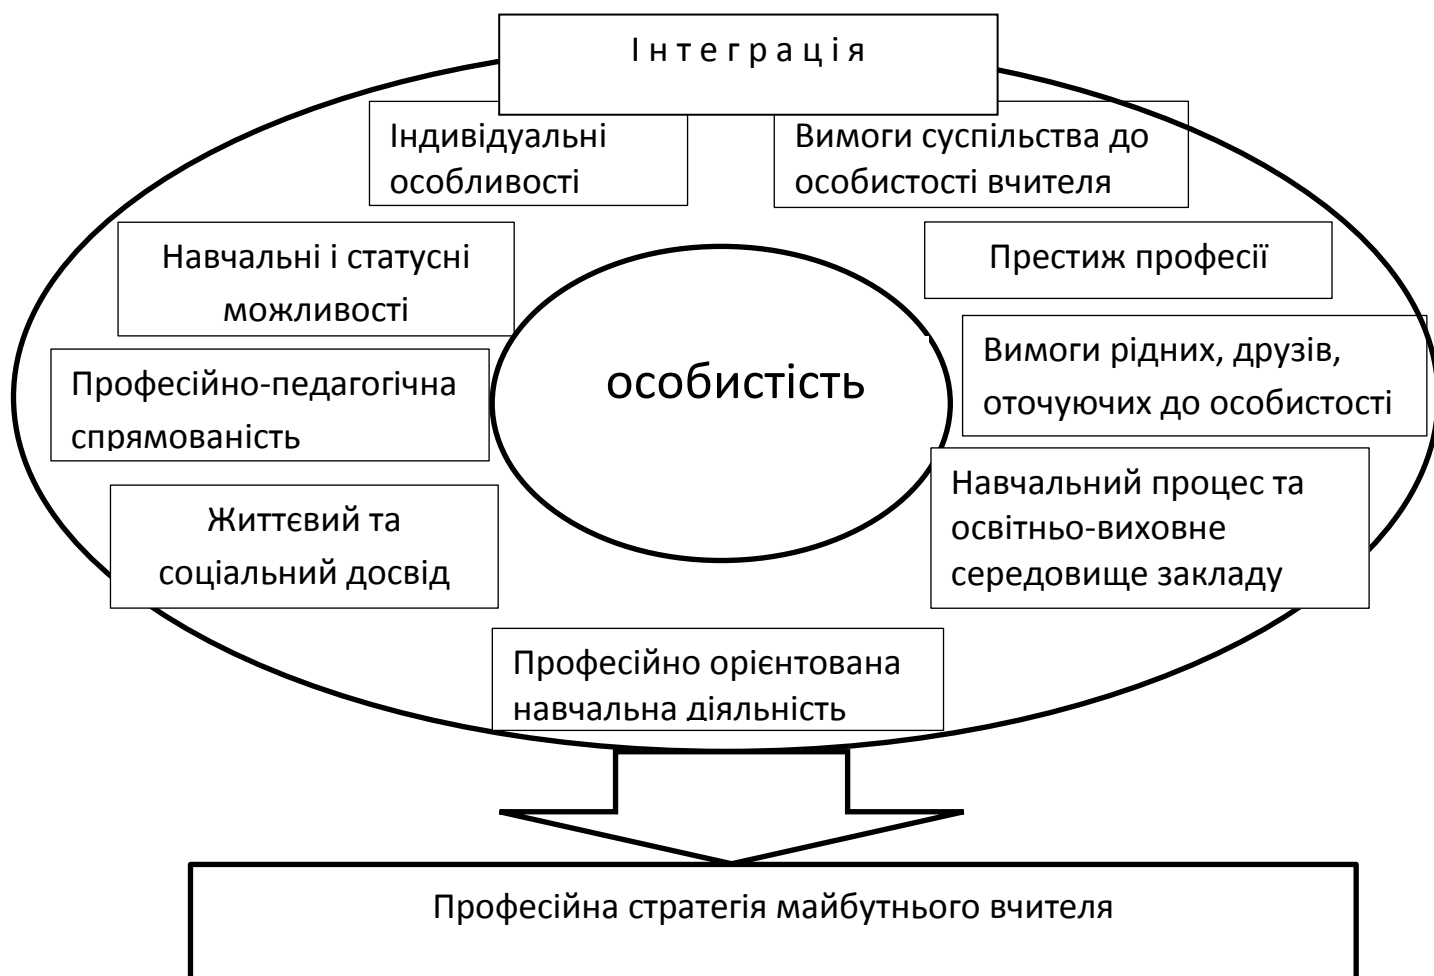 Інтеграція
Індивідуальні
особливості
Вимоги суспільства до
особистості вчителя
Навчальні і статусні
можливості
Престиж професії
Професійно-педагогічна
спрямованість
особистість
Вимоги рідних, друзів,
оточуючих до особистості
Життєвий та
соціальний досвід
Навчальний процес та
освітньо-виховне
середовище закладу
Професійно орієнтована
навчальна діяльність
Професійна стратегія майбутнього вчителя